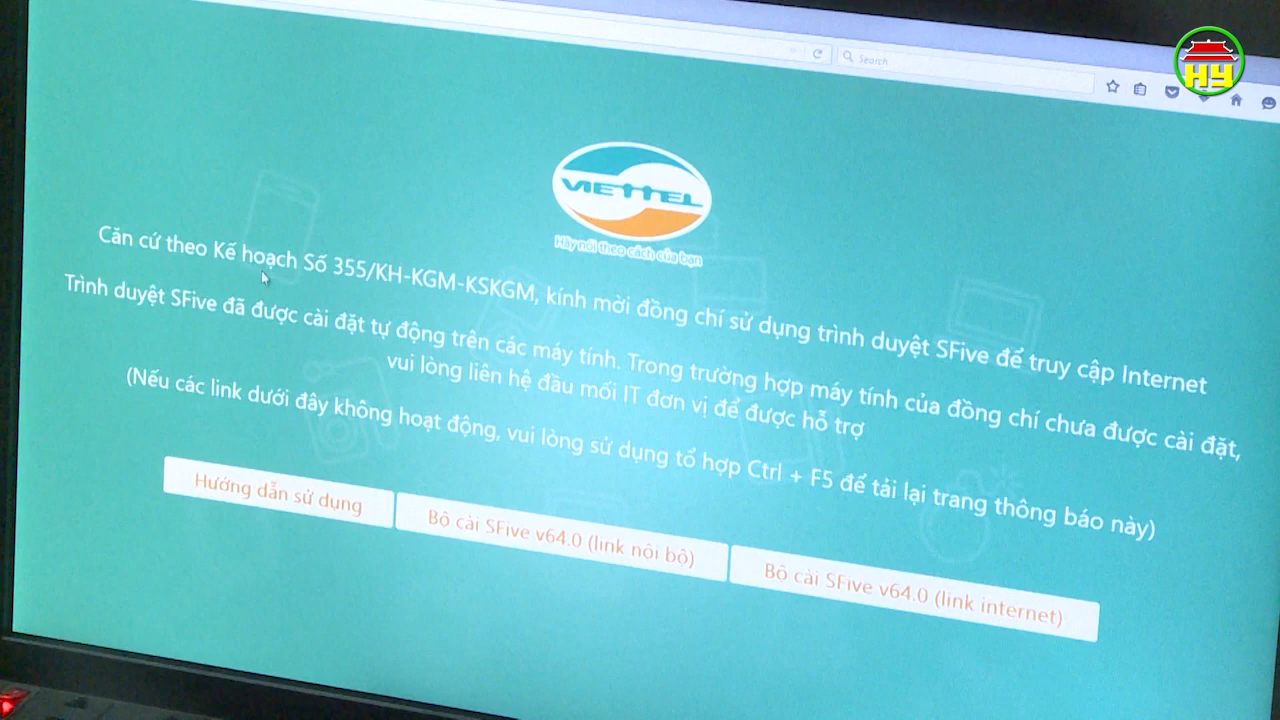 Search
HY
VIETTEL
Hãy nói theo cách của bạn
Căn cứ theo Kế hoạch Số 355/KH-KGM-KSKGM, kính mời đồng chí sử dụng trình duyệt SFive để truy cập Internet
Trình duyệt SFive đã được cài đặt tự động trên các máy tính. Trong trường hợp máy tính của đồng chí chưa được cài đặt,
vui lòng liên hệ đầu mối IT đơn vị để được hỗ trợ
(Nếu các link dưới đây không hoạt động, vui lòng sử dụng tổ hợp Ctrl + F5 để tải lại trang thông báo này)
Hướng dẫn sử dụng
Bộ cài SFive v64.0 (link nội bộ)
Bộ cài SFive v64.0 (link internet)